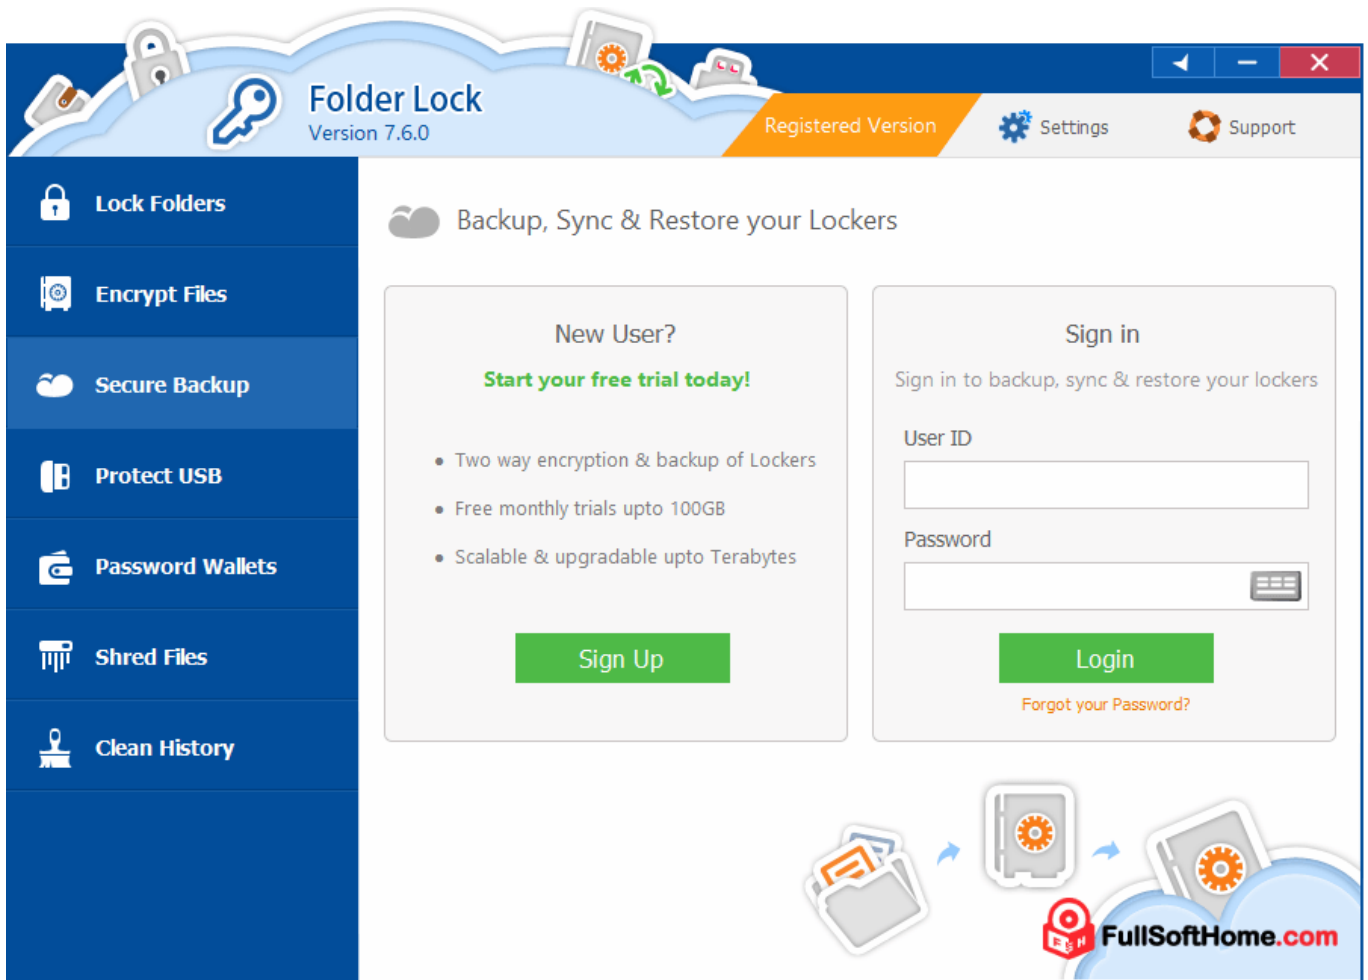 Folder Lock
Version 7.6.0
Registered Version
Settings
Support
Lock Folders
Encrypt Files
Secure Backup
Protect USB
Password Wallets
Shred Files
Clean History
Backup, Sync & Restore your Lockers
New User?
Start your free trial today!
• Two way encryption & backup of Lockers
• Free monthly trials upto 100GB
• Scalable & upgradable upto Terabytes
Sign Up
Sign in
Sign in to backup, sync & restore your lockers
User ID
Password
Login
Forgot your Password?
FSH
FullSoftHome.com